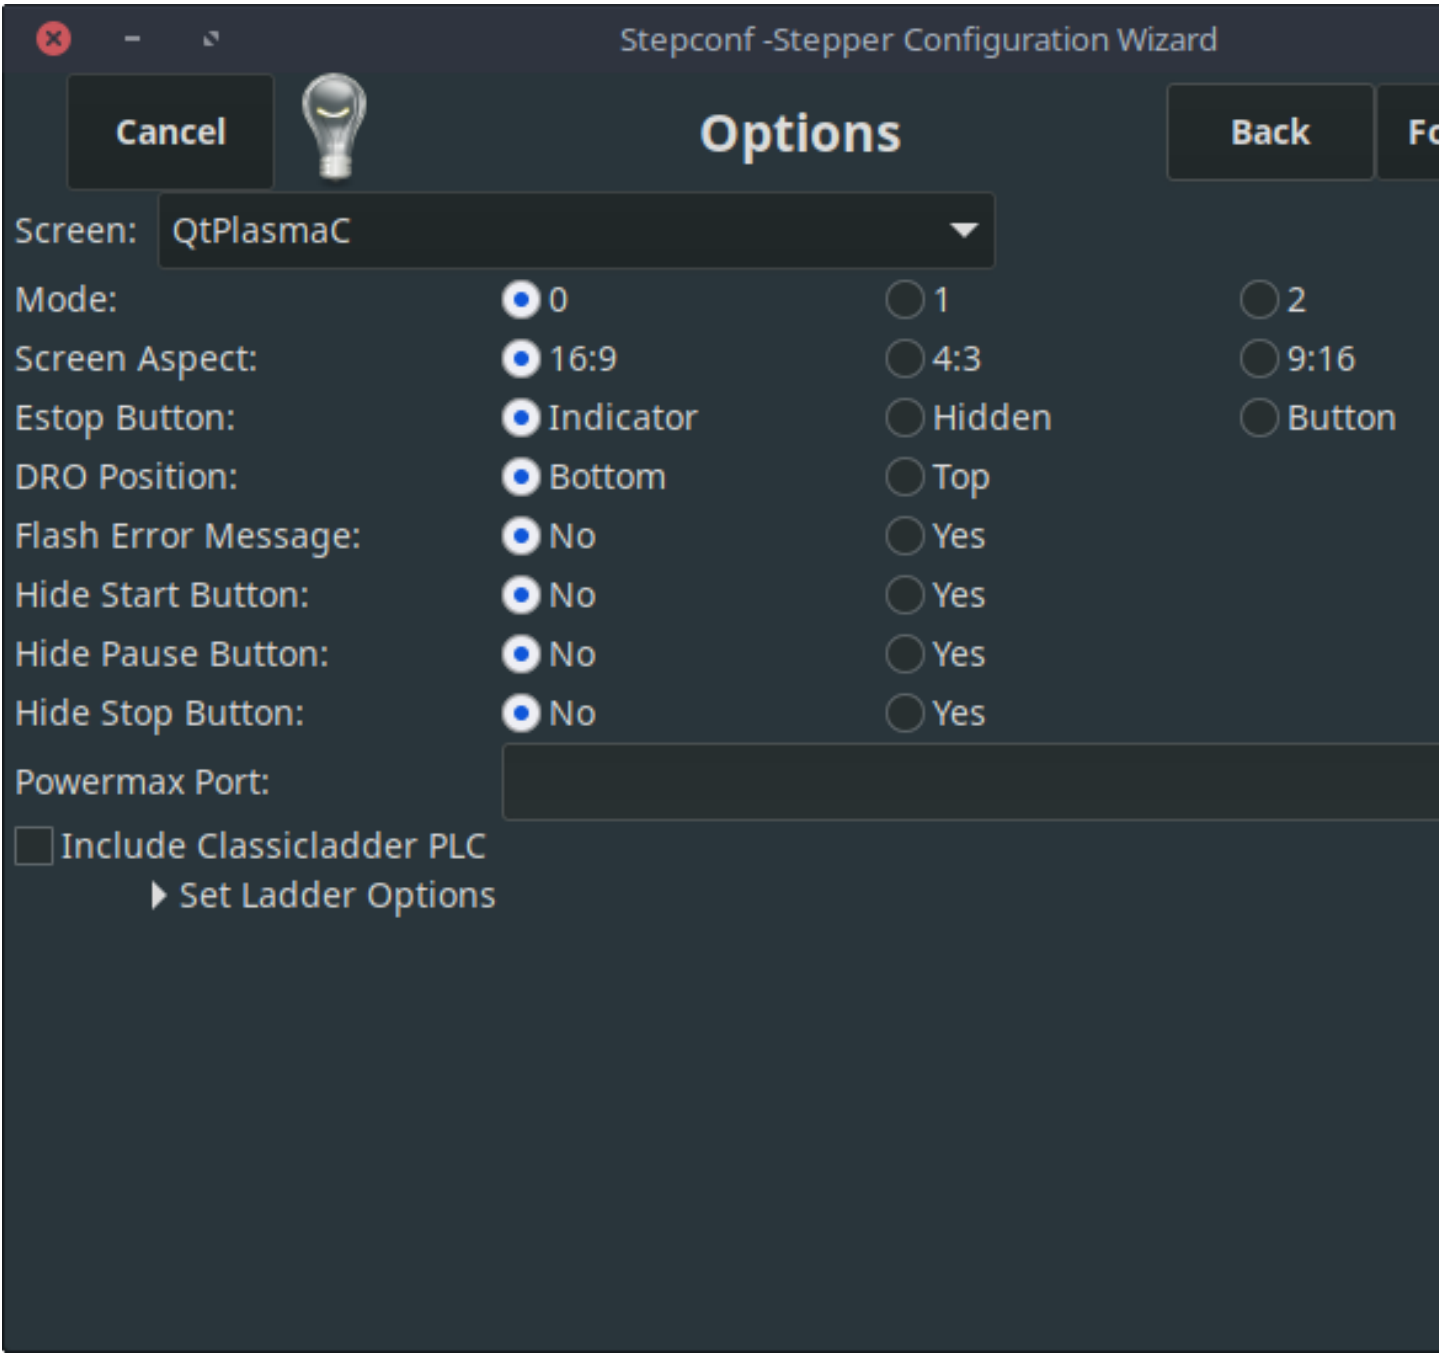 Stepconf -Stepper Configuration Wizard
Cancel Options Back
Screen: QtPlasmaC
Mode: 0 1 2
Screen Aspect: 16:9 4:3 9:16
Estop Button: Indicator Hidden Button
DRO Position: Bottom Top
Flash Error Message: No Yes
Hide Start Button: No Yes
Hide Pause Button: No Yes
Hide Stop Button: No Yes
Powermax Port:
Include Classicladder PLC
Set Ladder Options